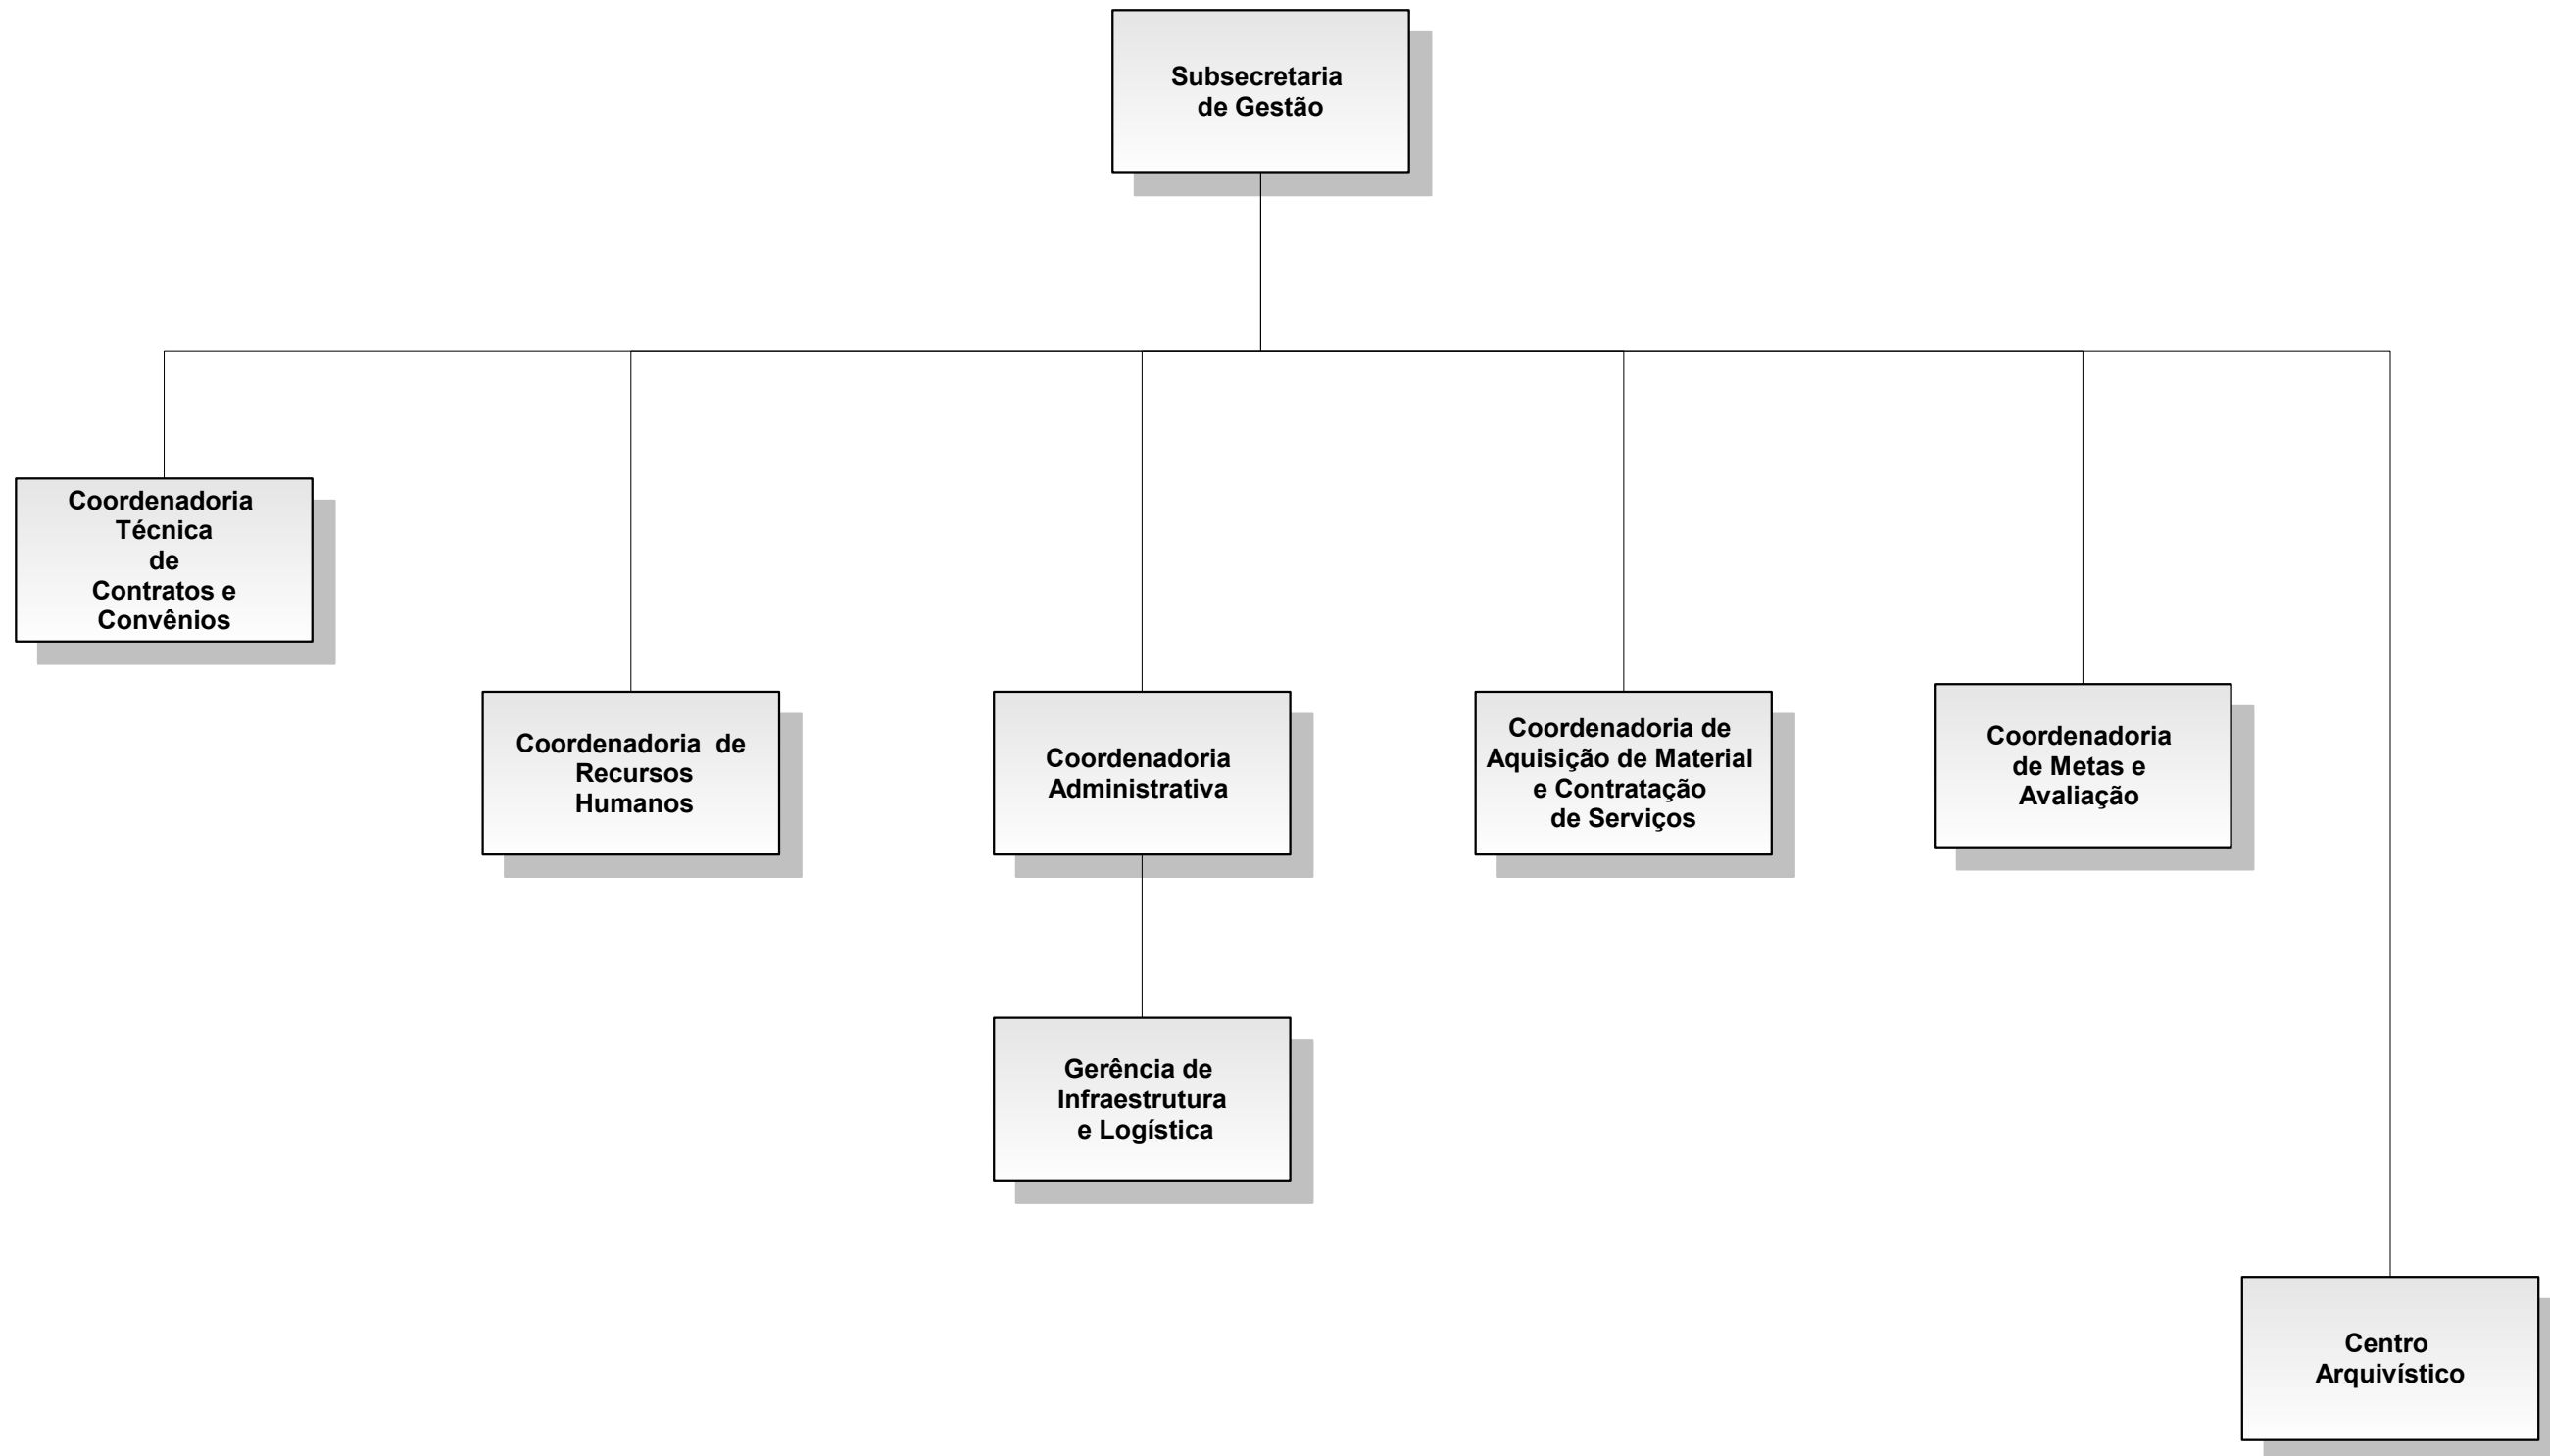 Subsecretaria
de Gestão
Coordenadoria
Técnica
de
Contratos e
Convênios
Coordenadoria de
Recursos
Humanos
Coordenadoria
Administrativa
Coordenadoria de
Aquisição de Material
e Contratação
de Serviços
Coordenadoria
de Metas e
Avaliação
Gerência de
Infraestrutura
e Logística
Centro
Arquivístico